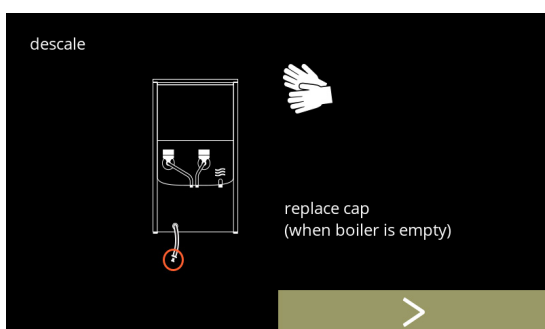 descale
replace cap
(when boiler is empty)